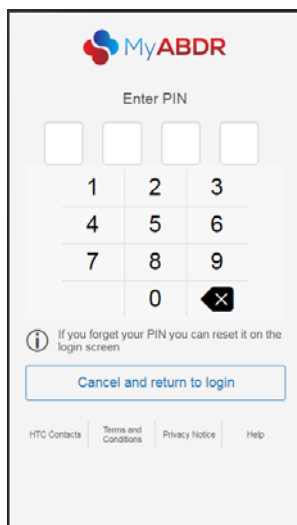 MyABDR
Enter PIN
1 2 3
4 5 6
7 8 9
0
If you forget your PIN you can reset it on the
login screen
Cancel and return to login
HTC Contacts
Terms and
Conditions
Privacy Notice
Help